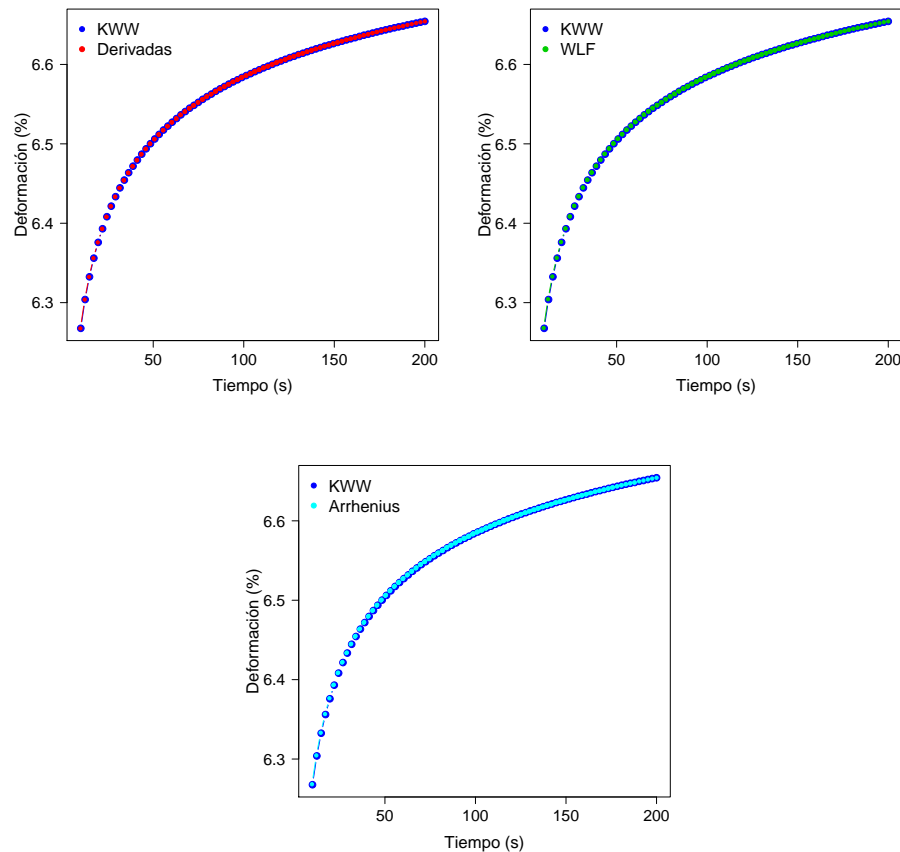 KWW
Derivadas
Deformación (%)
6.6
6.5
6.4
6.3
50 100 150 200
Tiempo (s)
KWW
WLF
Deformación (%)
6.6
6.5
6.4
6.3
50 100 150 200
Tiempo (s)
KWW
Arrhenius
Deformación (%)
6.6
6.5
6.4
6.3
50 100 150 200
Tiempo (s)